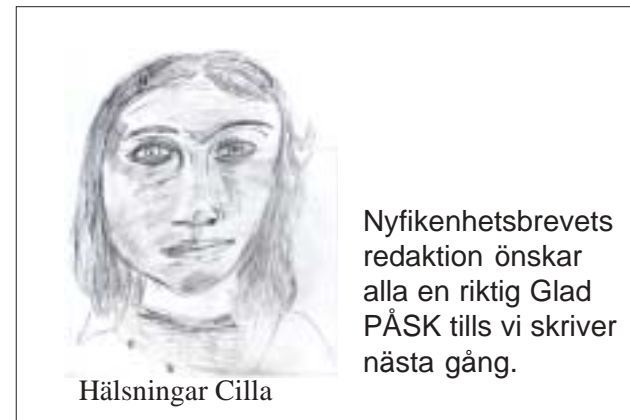 Nyfikenhetsbrevets
redaktion önskar
alla en riktig Glad
PÅSK tills vi skriver
nästa gång.
Hälsningar Cilla